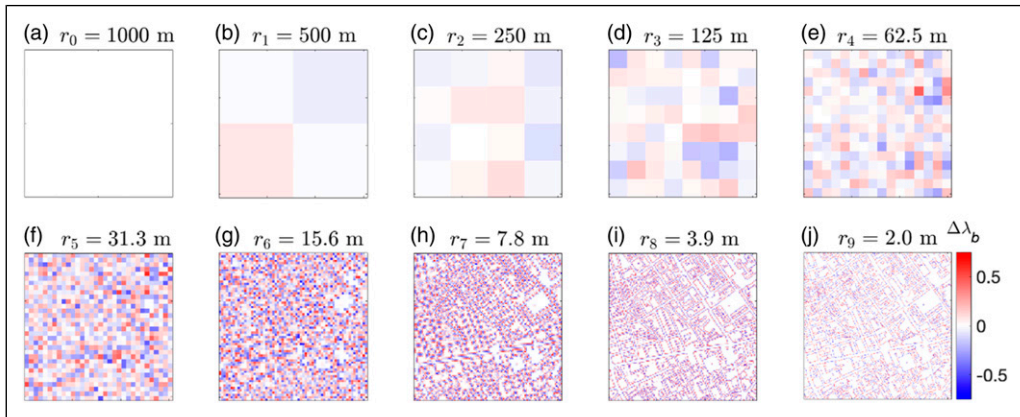 (a) r₀ = 1000 m
(b) r₁ = 500 m
(c) r₂ = 250 m
(d) r₃ = 125 m
(e) r₄ = 62.5 m
(f) r₅ = 31.3 m
(g) r₆ = 15.6 m
(h) r₇ = 7.8 m
(i) r₈ = 3.9 m
(j) r₉ = 2.0 m
Δλ_b
0.5
0
-0.5